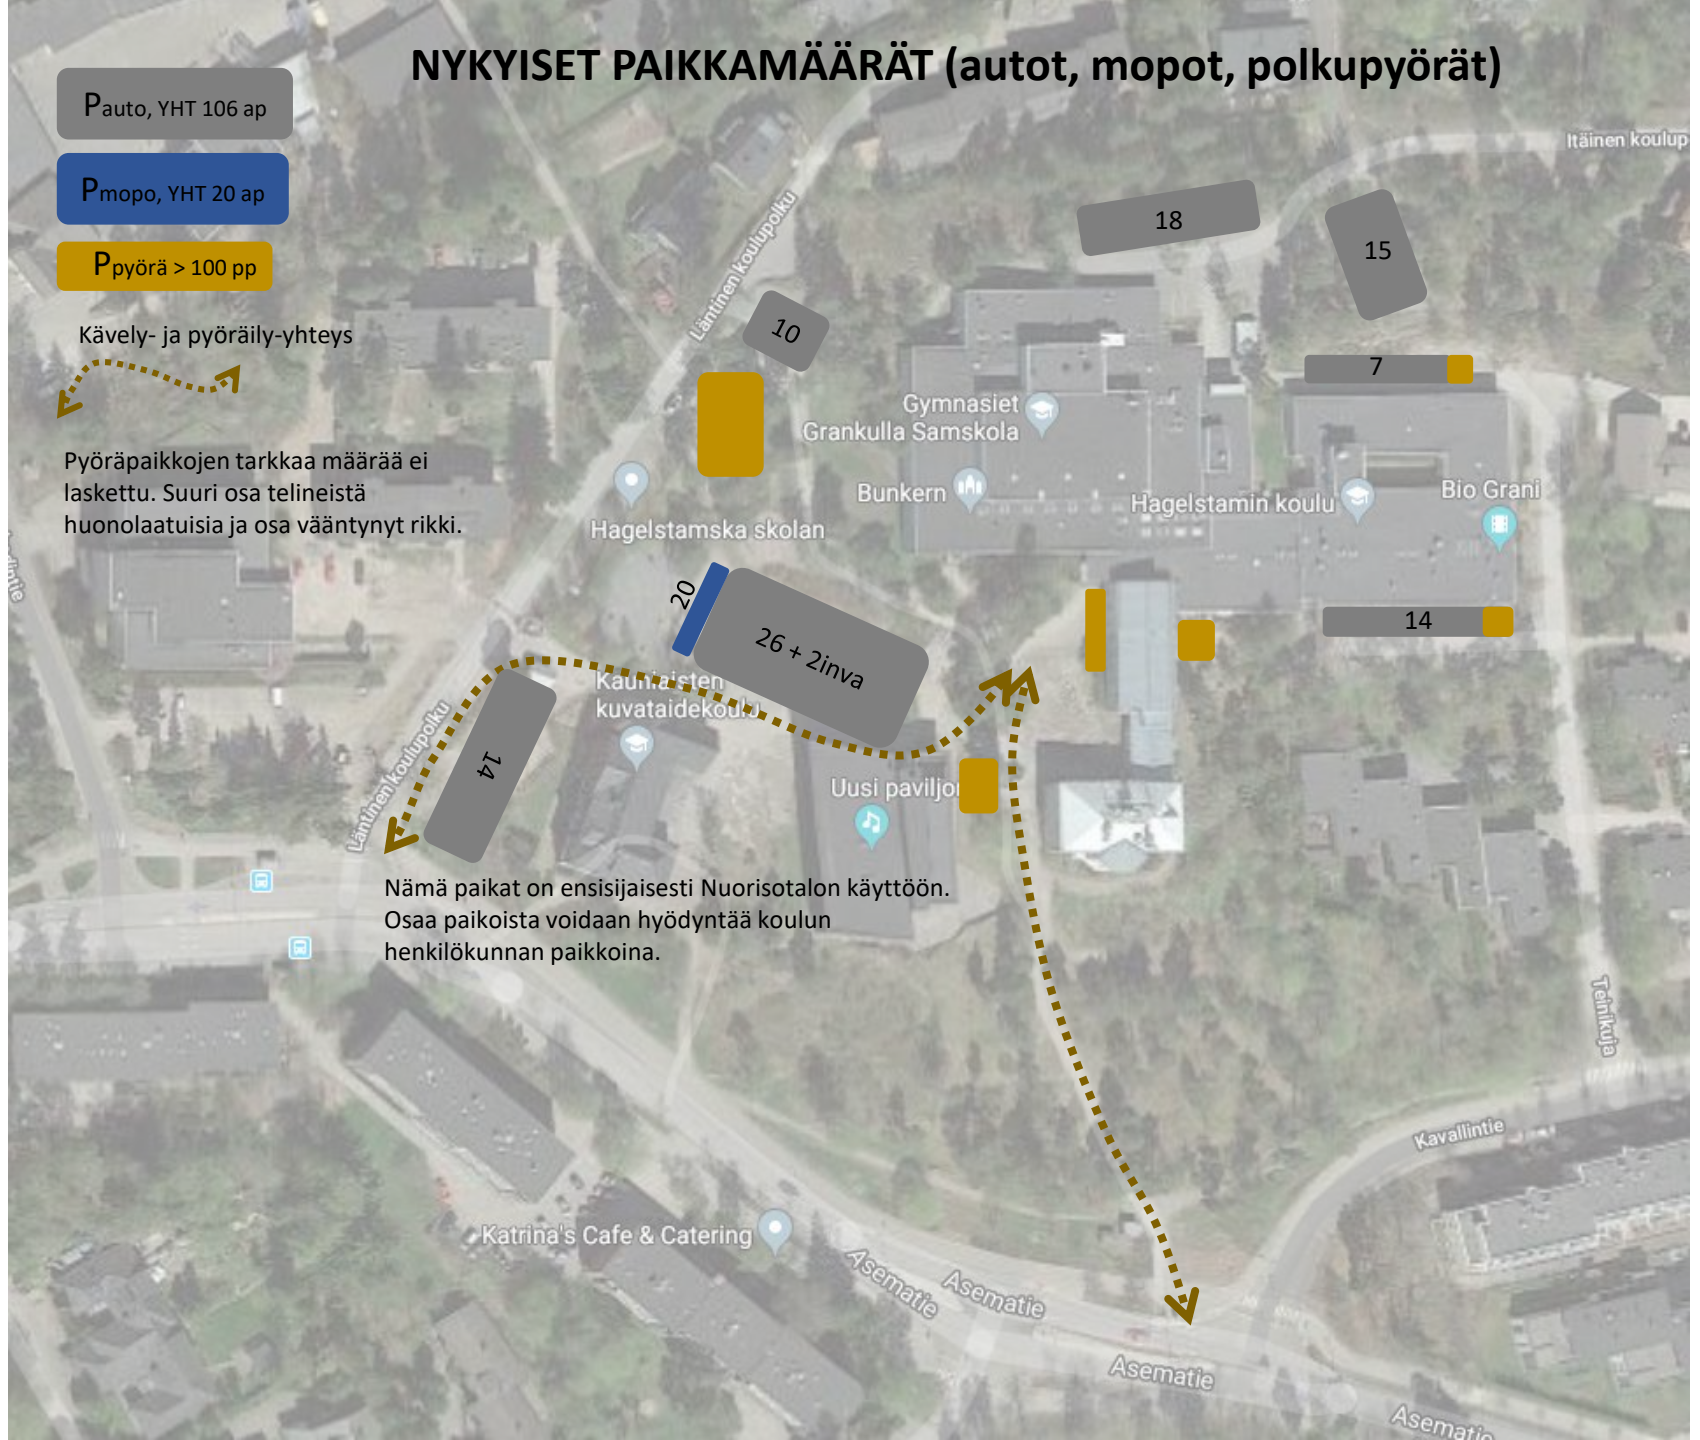 NYKYISET PAIKKAMÄÄRÄT (autot, mopot, polkupyörät)
Pauto, YHT 106 ap
Pmopo, YHT 20 ap
Ppyörä > 100 pp
Kävely- ja pyöräily-yhteys
Pyöräpaikkojen tarkkaa määrää ei
laskettu. Suuri osa telineistä
huonolaatuisia ja osa vääntynyt rikki.
Itäinen koulup
18
15
Läntinen koulupolku
10
7
Gymnasiet
Grankulla Samskola
Bunkern
Hagelstamin koulu
Bio Grani
Hagelstamska skolan
20
26 + 2inva
14
Kauniaisten
kuvataidekoulu
14
Läntinen koulupolku
Uusi paviljon
Nämä paikat on ensisijaisesti Nuorisotalon käyttöön.
Osaa paikoista voidaan hyödyntää koulun
henkilökunnan paikkoina.
Teinikuja
Kavallintie
Katrina's Cafe & Catering
Asematie
Asematie
Asematie
Asematie